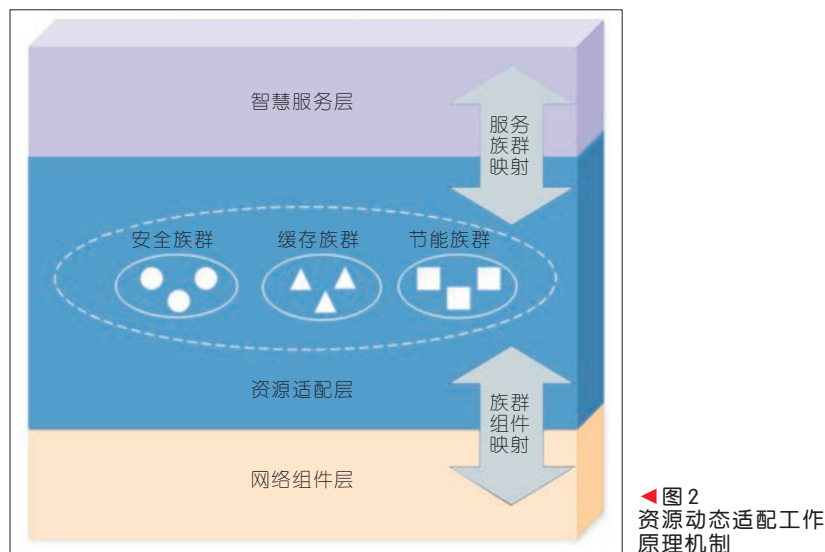 智慧服务层
服务
族群
映射
安全族群 缓存族群 节能族群
资源适配层
族群
组件
映射
网络组件层
◀图2
资源动态适配工作
原理机制